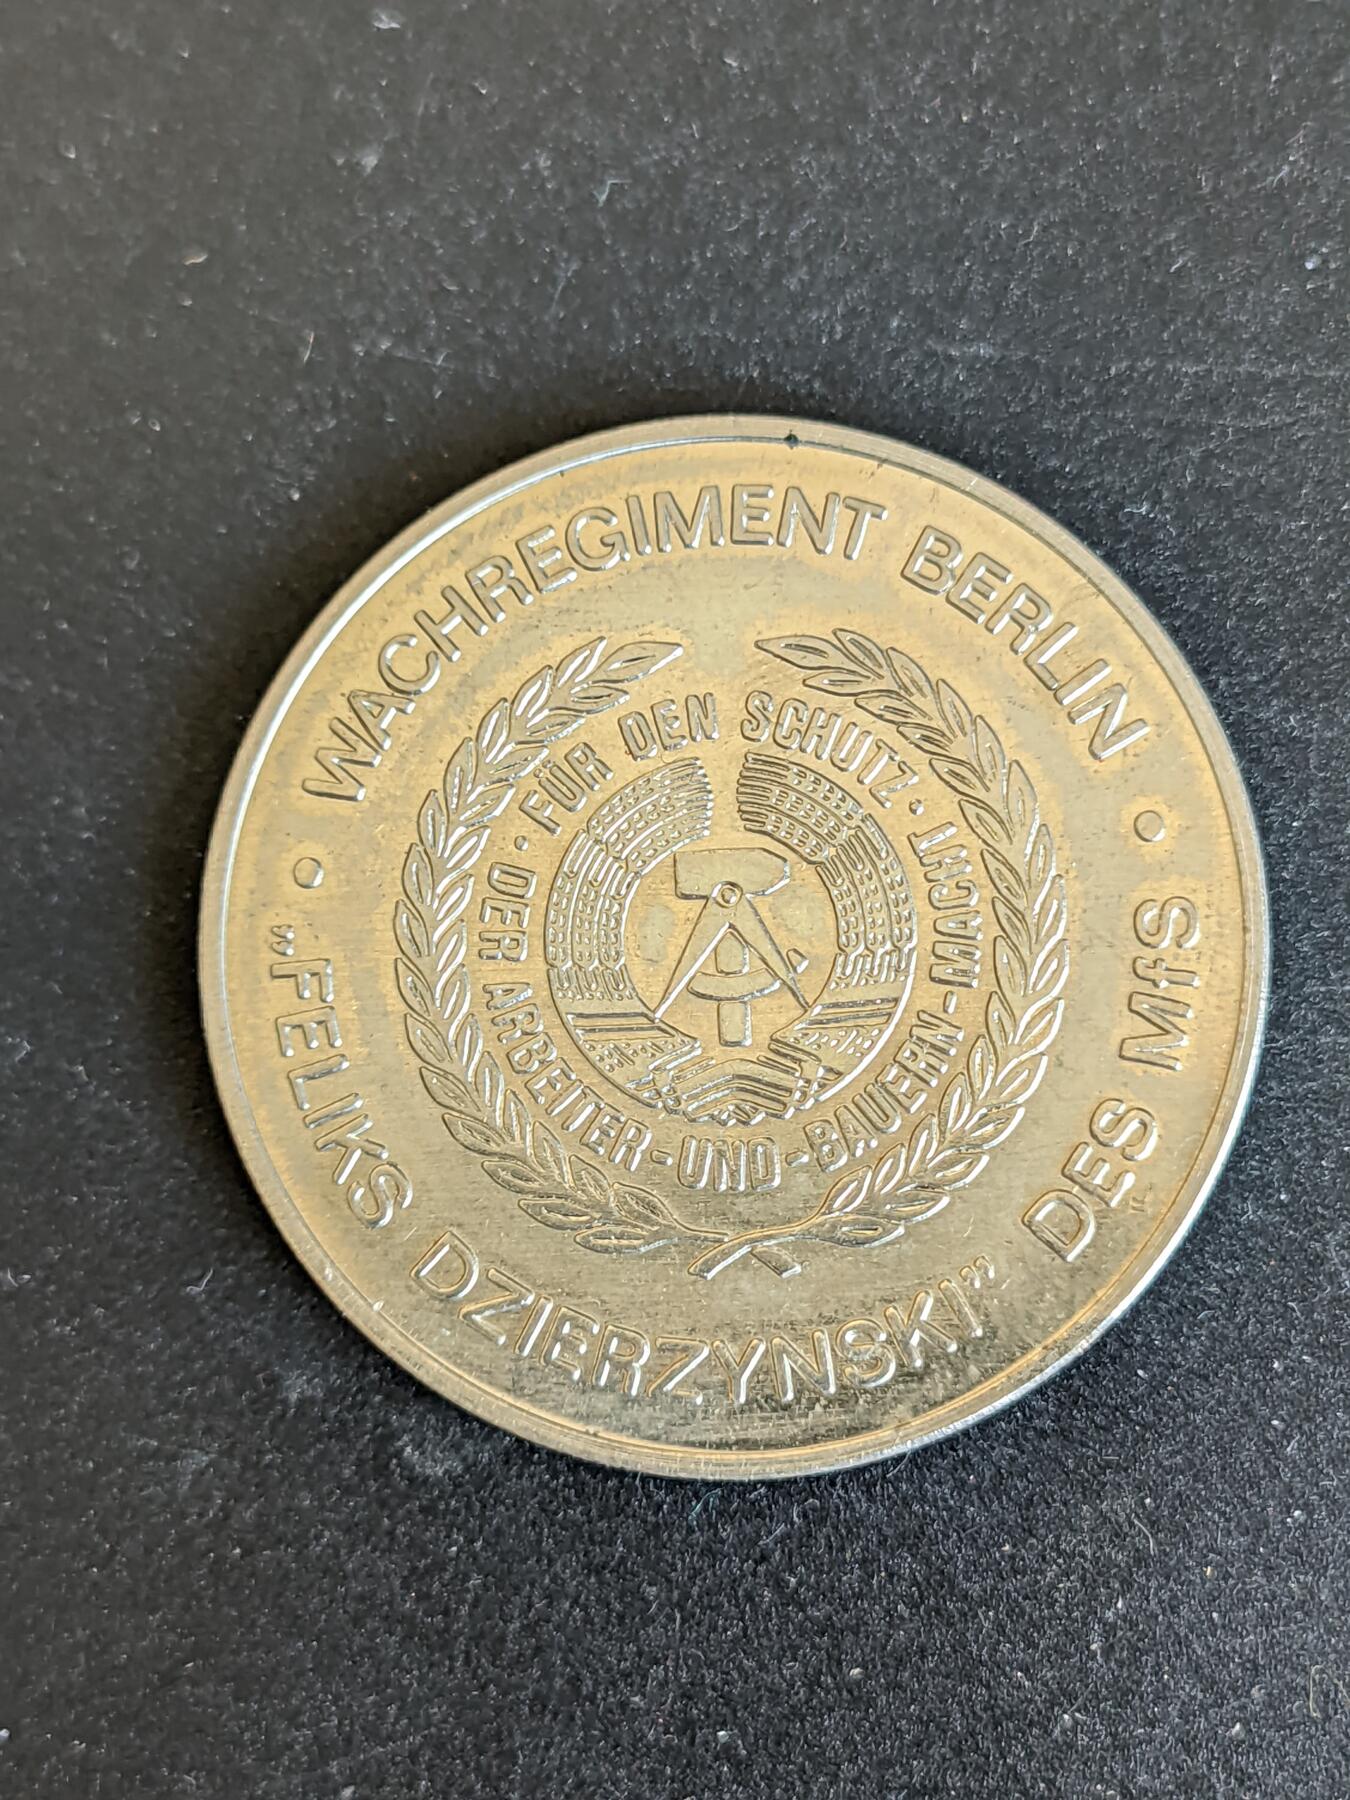 WACHREGIMENT BERLIN
„FELIKS DZIERZYNSKI” DES MfS
· FÜR DEN SCHUTZ ·
DER ARBEITER-UND-BAUERN-MACHT